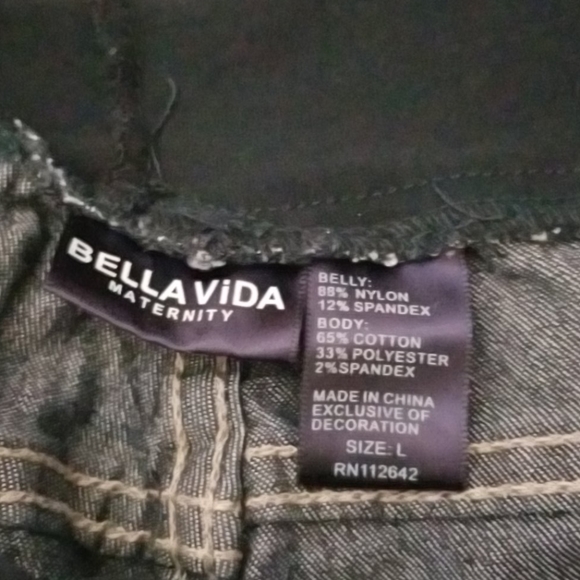 BELLAViDA
MATERNITY
BELLY:
88% NYLON
12% SPANDEX
BODY:
65% COTTON
33% POLYESTER
2% SPANDEX
MADE IN CHINA
EXCLUSIVE OF
DECORATION
SIZE: L
RN112642